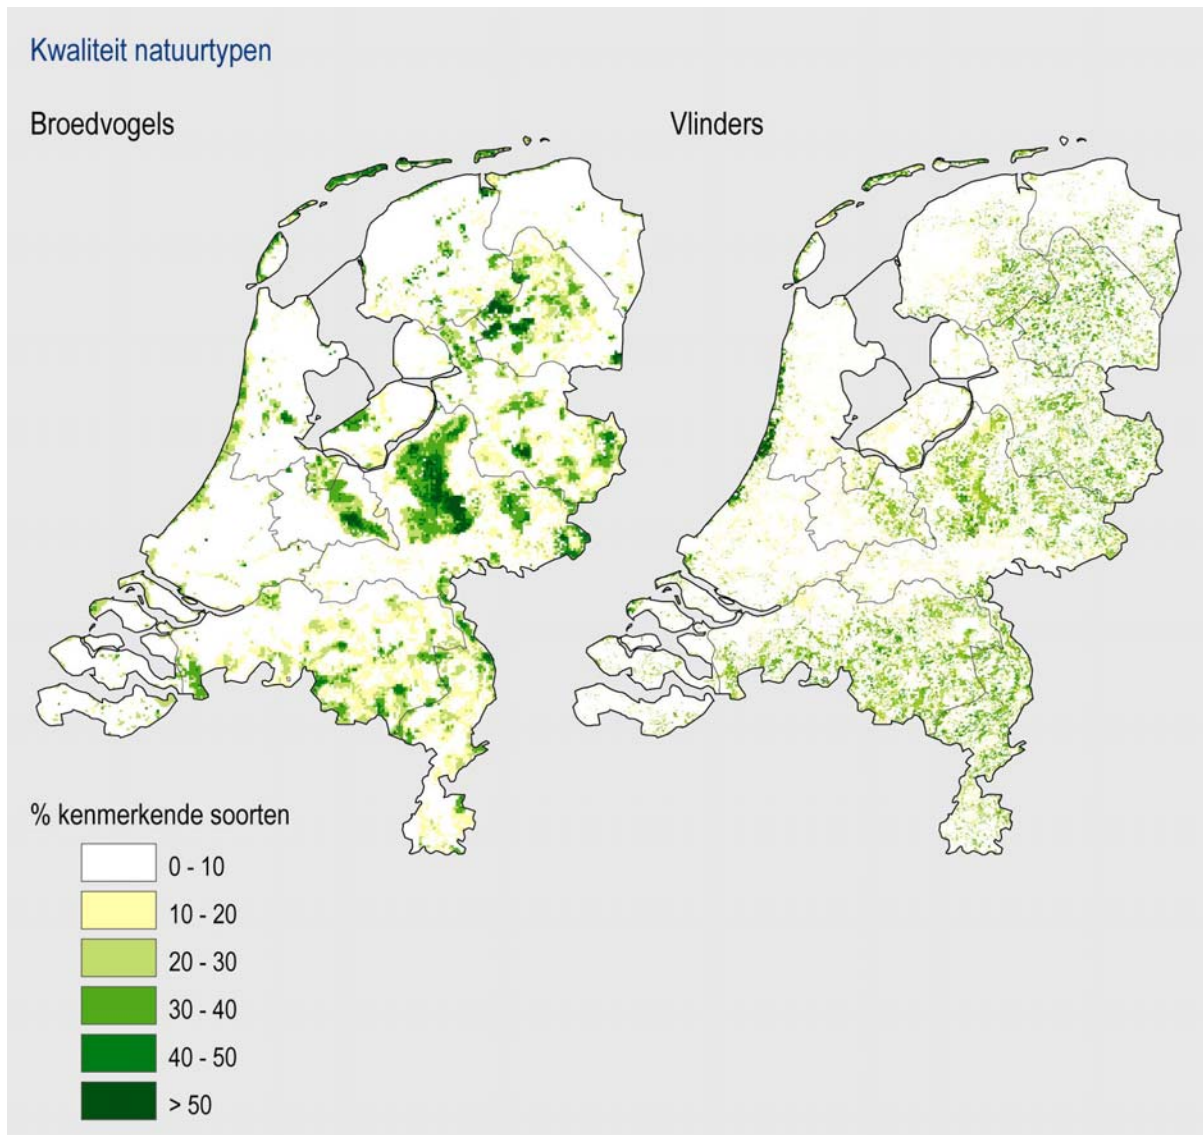 Kwaliteit natuurtypen
Broedvogels
Vlinders
% kenmerkende soorten
0 - 10
10 - 20
20 - 30
30 - 40
40 - 50
> 50